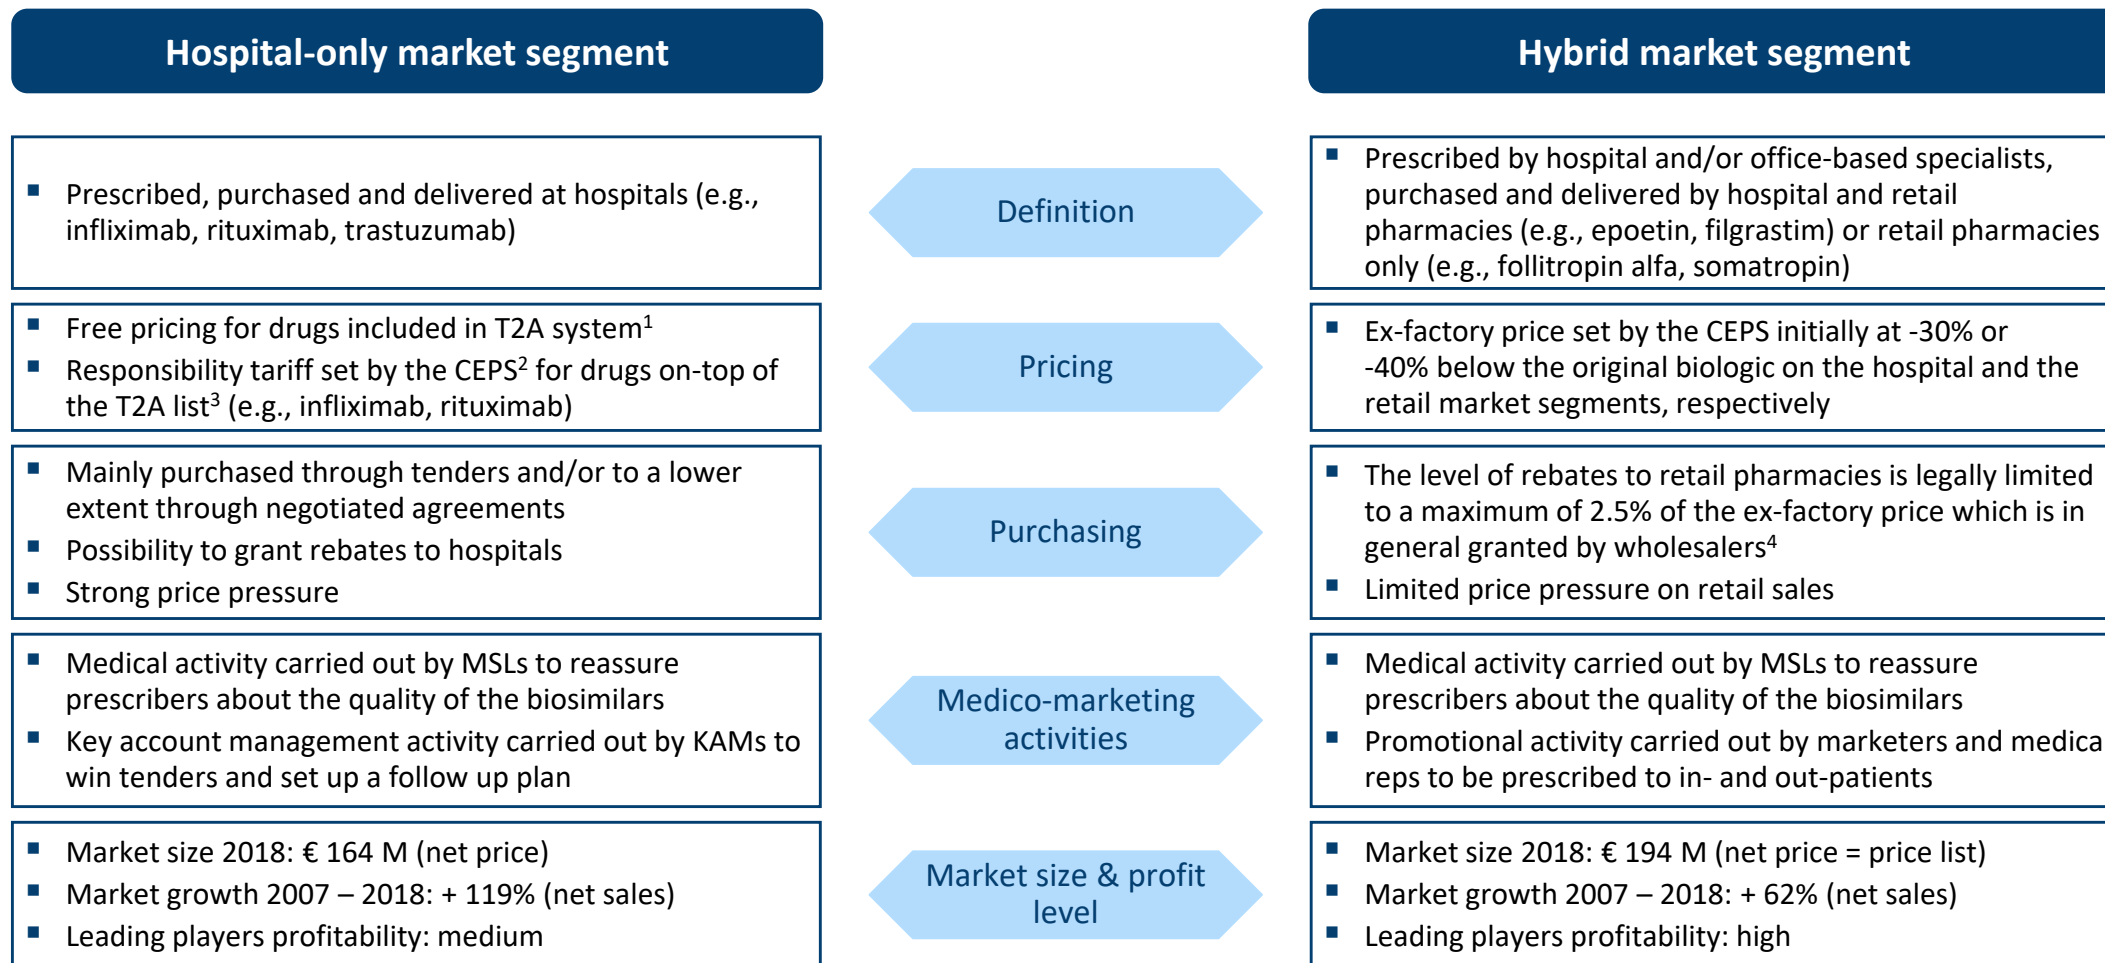 Hospital-only market segment
Hybrid market segment
▪ Prescribed, purchased and delivered at hospitals (e.g.,
infliximab, rituximab, trastuzumab)
Definition
▪ Prescribed by hospital and/or office-based specialists,
purchased and delivered by hospital and retail
pharmacies (e.g., epoetin, filgrastim) or retail pharmacies
only (e.g., follitropin alfa, somatropin)
▪ Free pricing for drugs included in T2A system¹
▪ Responsibility tariff set by the CEPS² for drugs on-top of
the T2A list³ (e.g., infliximab, rituximab)
Pricing
▪ Ex-factory price set by the CEPS initially at -30% or
-40% below the original biologic on the hospital and the
retail market segments, respectively
▪ Mainly purchased through tenders and/or to a lower
extent through negotiated agreements
▪ Possibility to grant rebates to hospitals
▪ Strong price pressure
Purchasing
▪ The level of rebates to retail pharmacies is legally limited
to a maximum of 2.5% of the ex-factory price which is in
general granted by wholesalers⁴
▪ Limited price pressure on retail sales
▪ Medical activity carried out by MSLs to reassure
prescribers about the quality of the biosimilars
▪ Key account management activity carried out by KAMs to
win tenders and set up a follow up plan
Medico-marketing
activities
▪ Medical activity carried out by MSLs to reassure
prescribers about the quality of the biosimilars
▪ Promotional activity carried out by marketers and medica
reps to be prescribed to in- and out-patients
▪ Market size 2018: € 164 M (net price)
▪ Market growth 2007 – 2018: + 119% (net sales)
▪ Leading players profitability: medium
Market size & profit
level
▪ Market size 2018: € 194 M (net price = price list)
▪ Market growth 2007 – 2018: + 62% (net sales)
▪ Leading players profitability: high